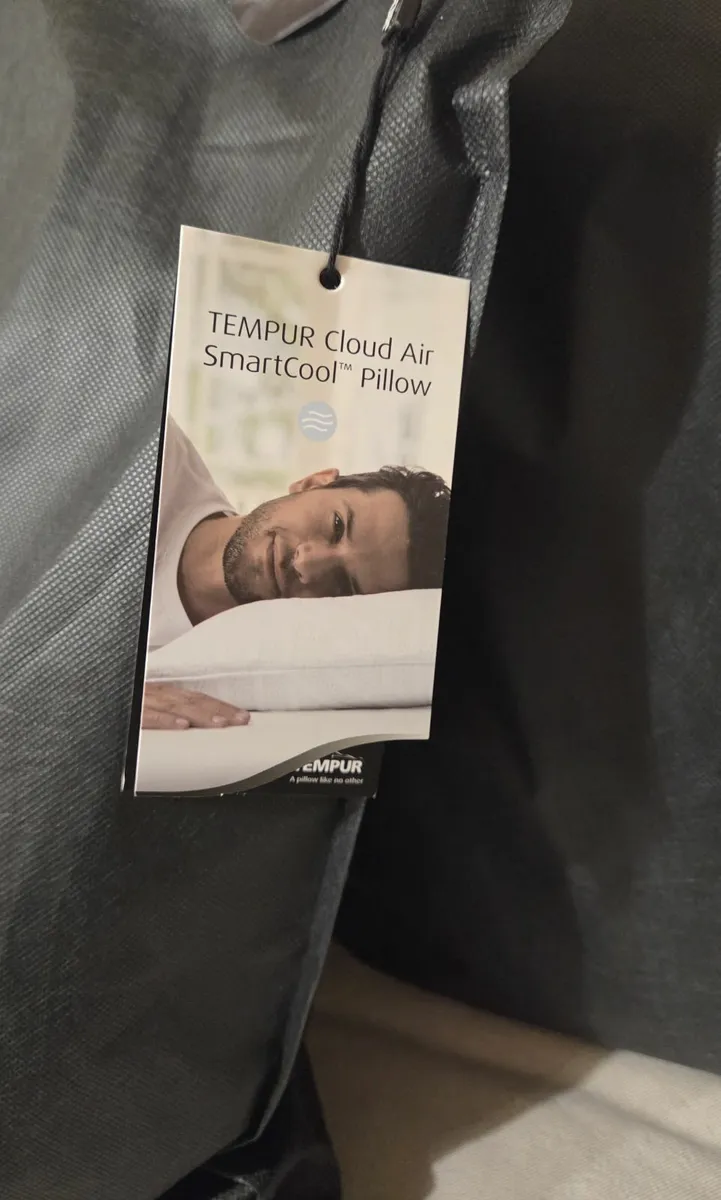 TEMPUR Cloud Air
SmartCool™ Pillow
TEMPUR
A pillow like no other